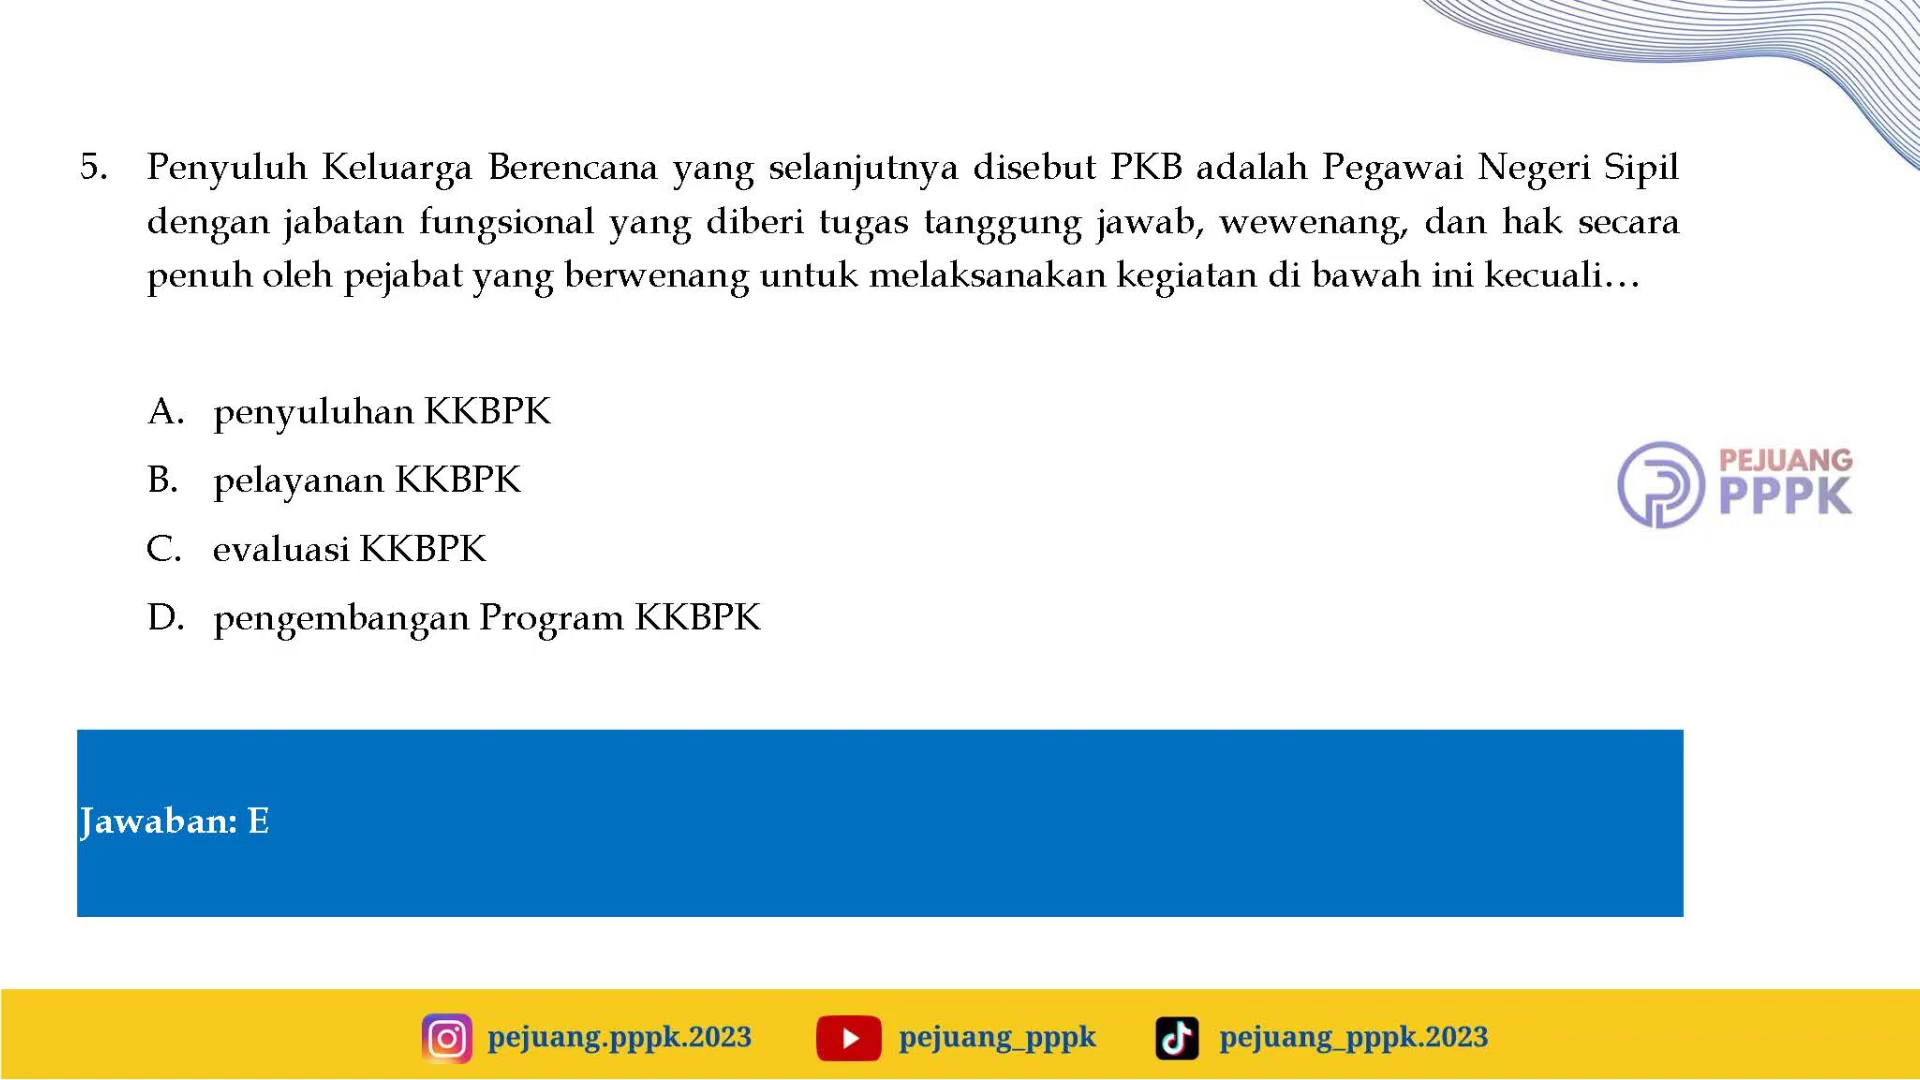 5. Penyuluh Keluarga Berencana yang selanjutnya disebut PKB adalah Pegawai Negeri Sipil
dengan jabatan fungsional yang diberi tugas tanggung jawab, wewenang, dan hak secara
penuh oleh pejabat yang berwenang untuk melaksanakan kegiatan di bawah ini kecuali…
A. penyuluhan KKBPK
B. pelayanan KKBPK
C. evaluasi KKBPK
D. pengembangan Program KKBPK
PEJUANG
PPPK
Jawaban: E
pejuang.pppk.2023 pejuang_pppk pejuang_pppk.2023